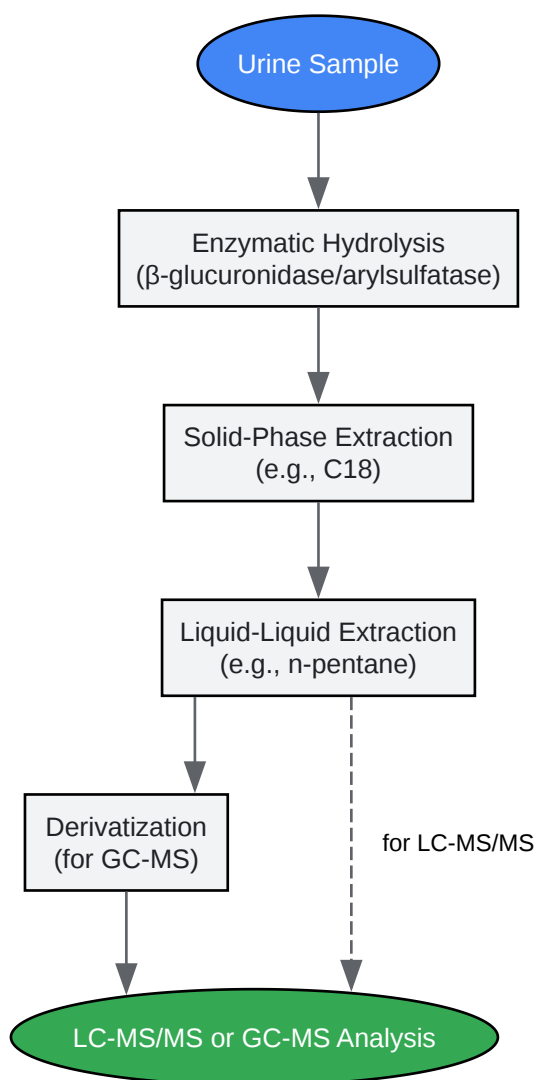 Urine Sample
Enzymatic Hydrolysis
(β-glucuronidase/arylsulfatase)
Solid-Phase Extraction
(e.g., C18)
Liquid-Liquid Extraction
(e.g., n-pentane)
Derivatization
(for GC-MS)
for LC-MS/MS
LC-MS/MS or GC-MS Analysis